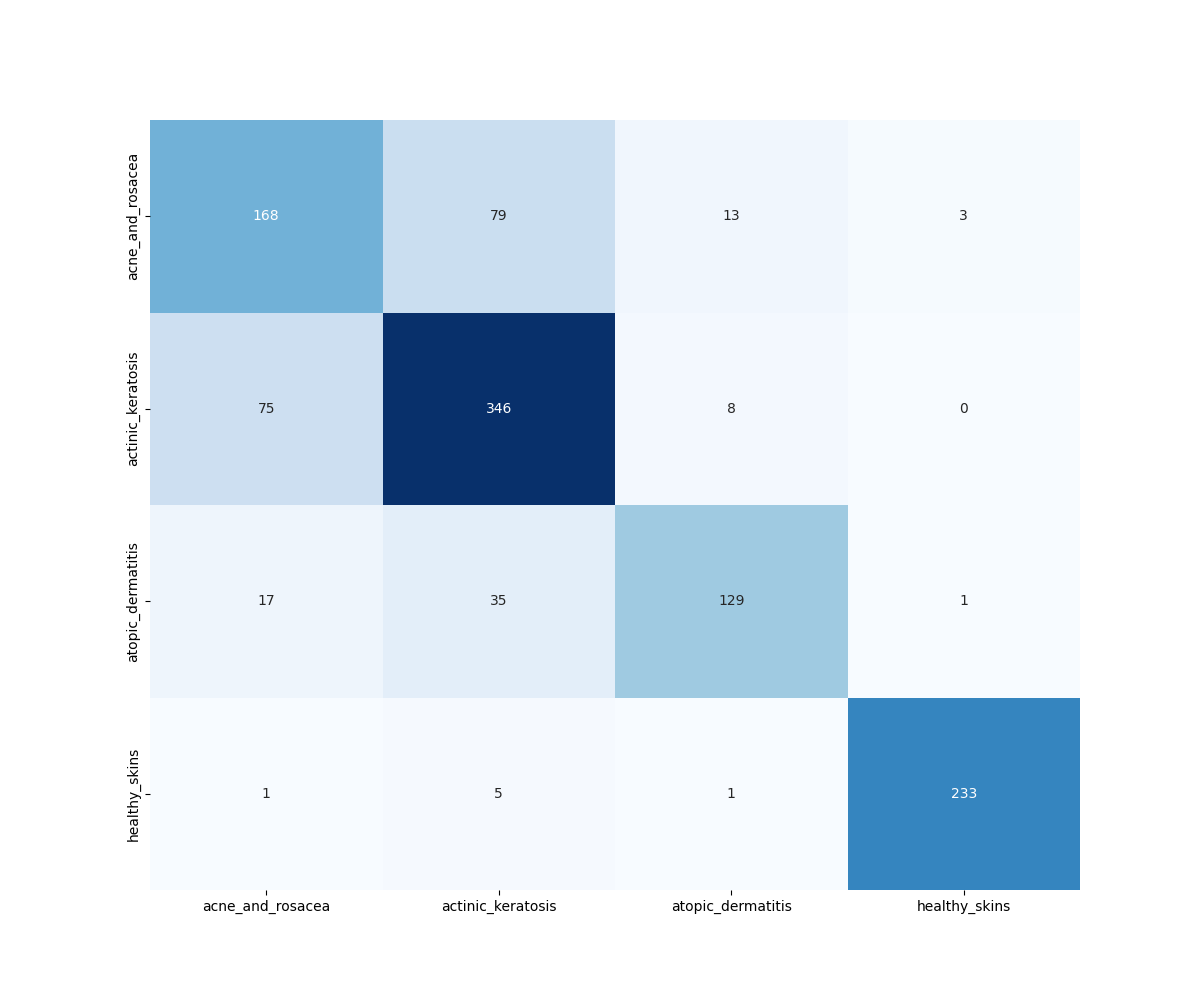 acne_and_rosacea
168 79 13 3
actinic_keratosis
75 346 8 0
atopic_dermatitis
17 35 129 1
healthy_skins
1 5 1 233
acne_and_rosacea actinic_keratosis atopic_dermatitis healthy_skins